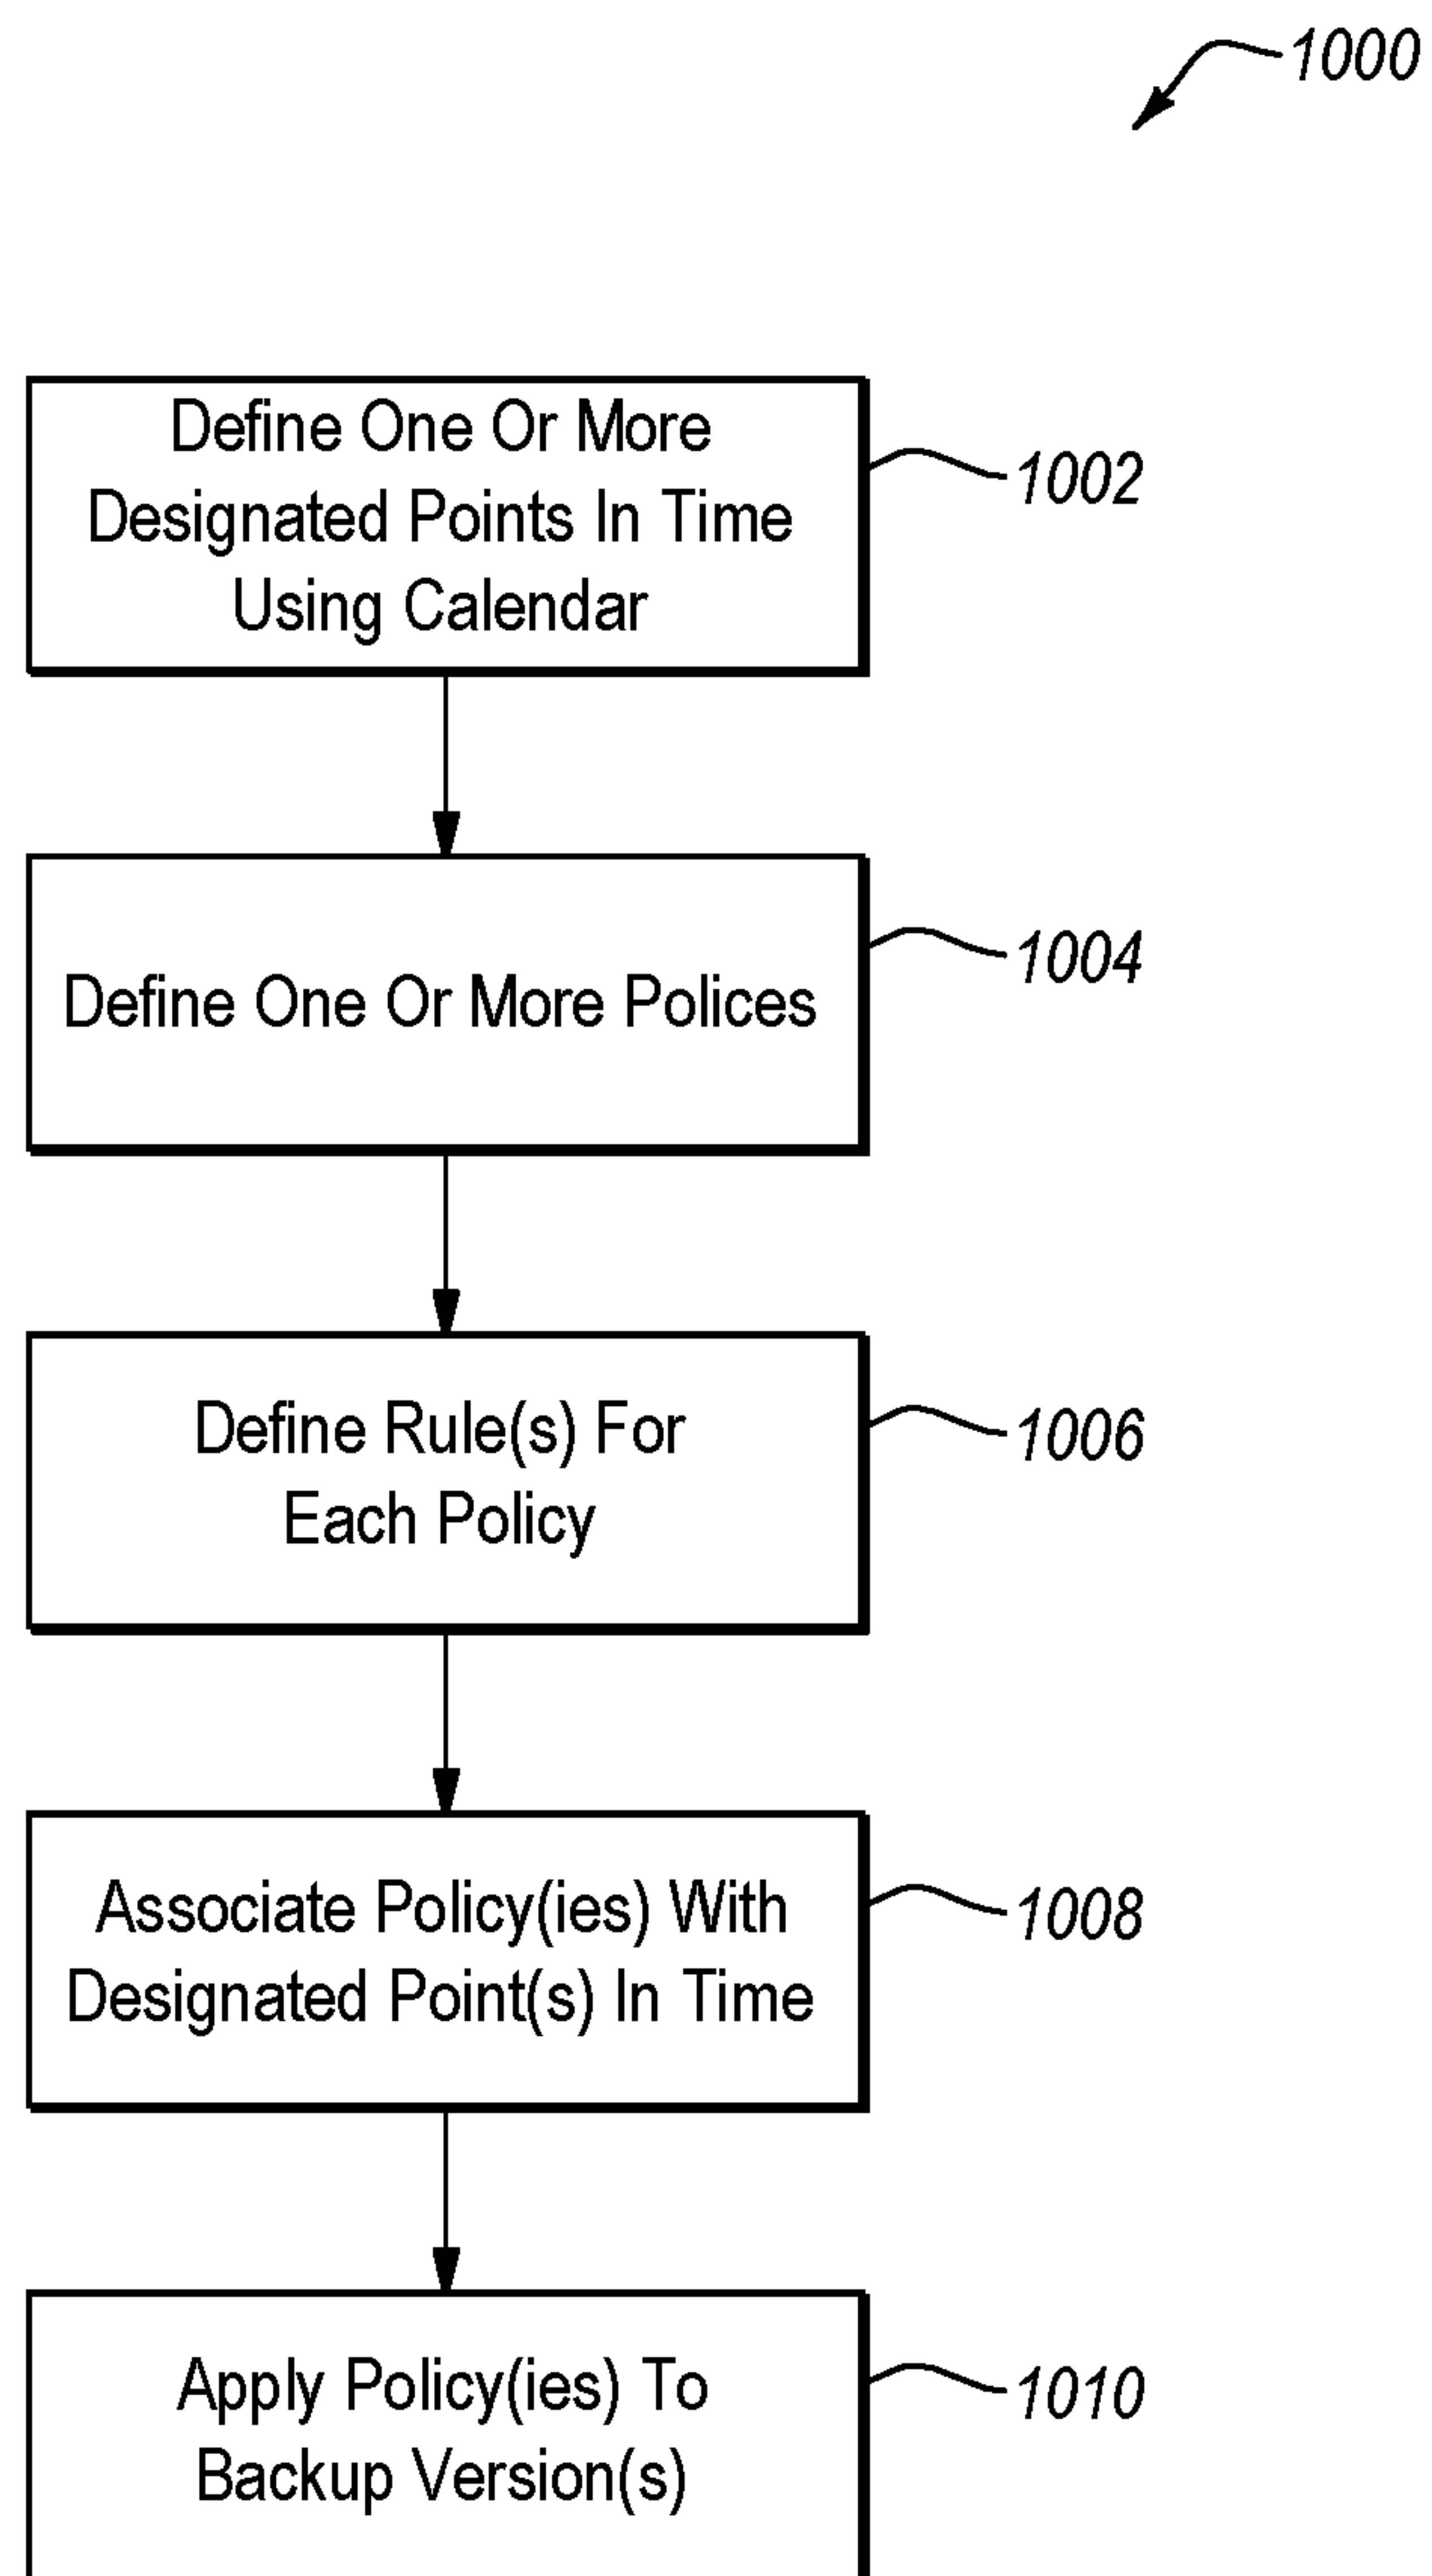 1000
Define One Or More
Designated Points In Time
Using Calendar
1002
Define One Or More Polices
1004
Define Rule(s) For
Each Policy
1006
Associate Policy(ies) With
Designated Point(s) In Time
1008
Apply Policy(ies) To
Backup Version(s)
1010